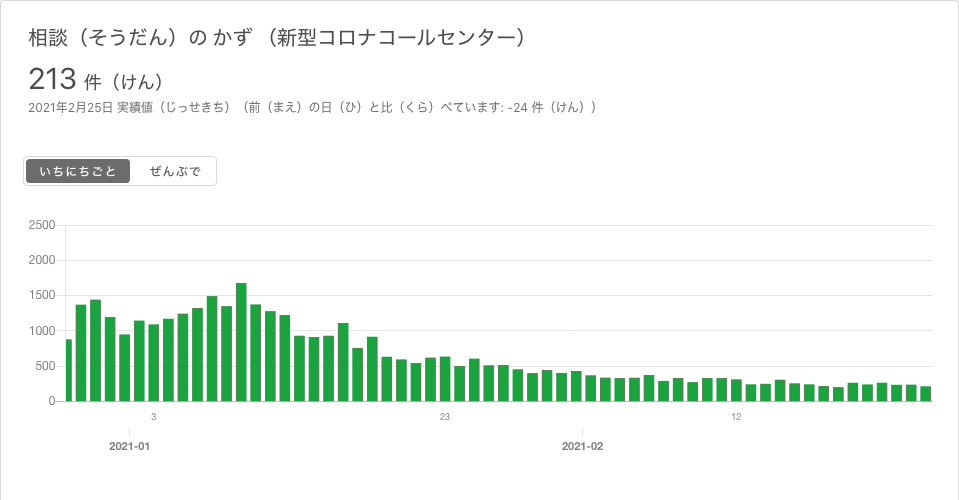 相談（そうだん）の かず （新型コロナコールセンター）
213 件（けん）
2021年2月25日 実績値（じっせきち）（前（まえ）の日（ひ）と比（くら）べています: -24 件（けん））
いちにちごと ぜんぶで
2500
2000
1500
1000
500
0
3 23 12
2021-01 2021-02